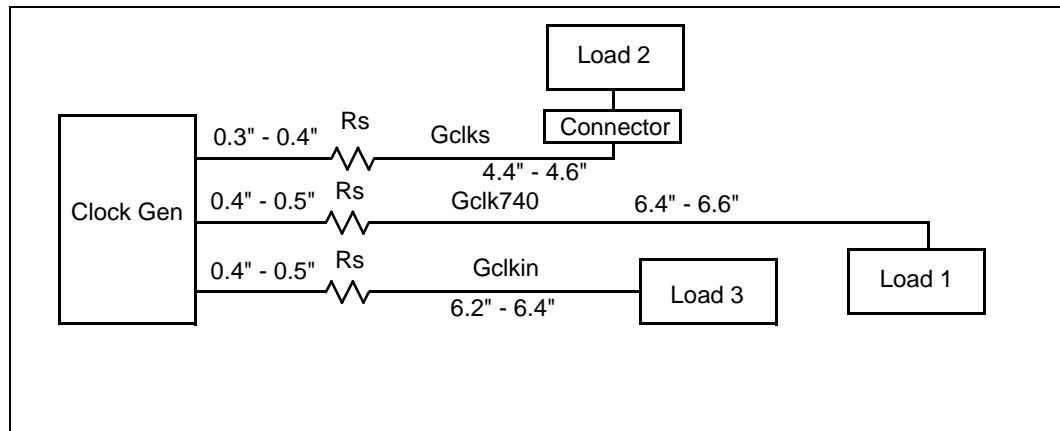 Load 2
Connector
Rs
0.3" - 0.4"
Gclks
4.4" - 4.6"
Clock Gen
Rs
0.4" - 0.5"
Gclk740
6.4" - 6.6"
Rs
0.4" - 0.5"
Gclkin
6.2" - 6.4"
Load 3
Load 1